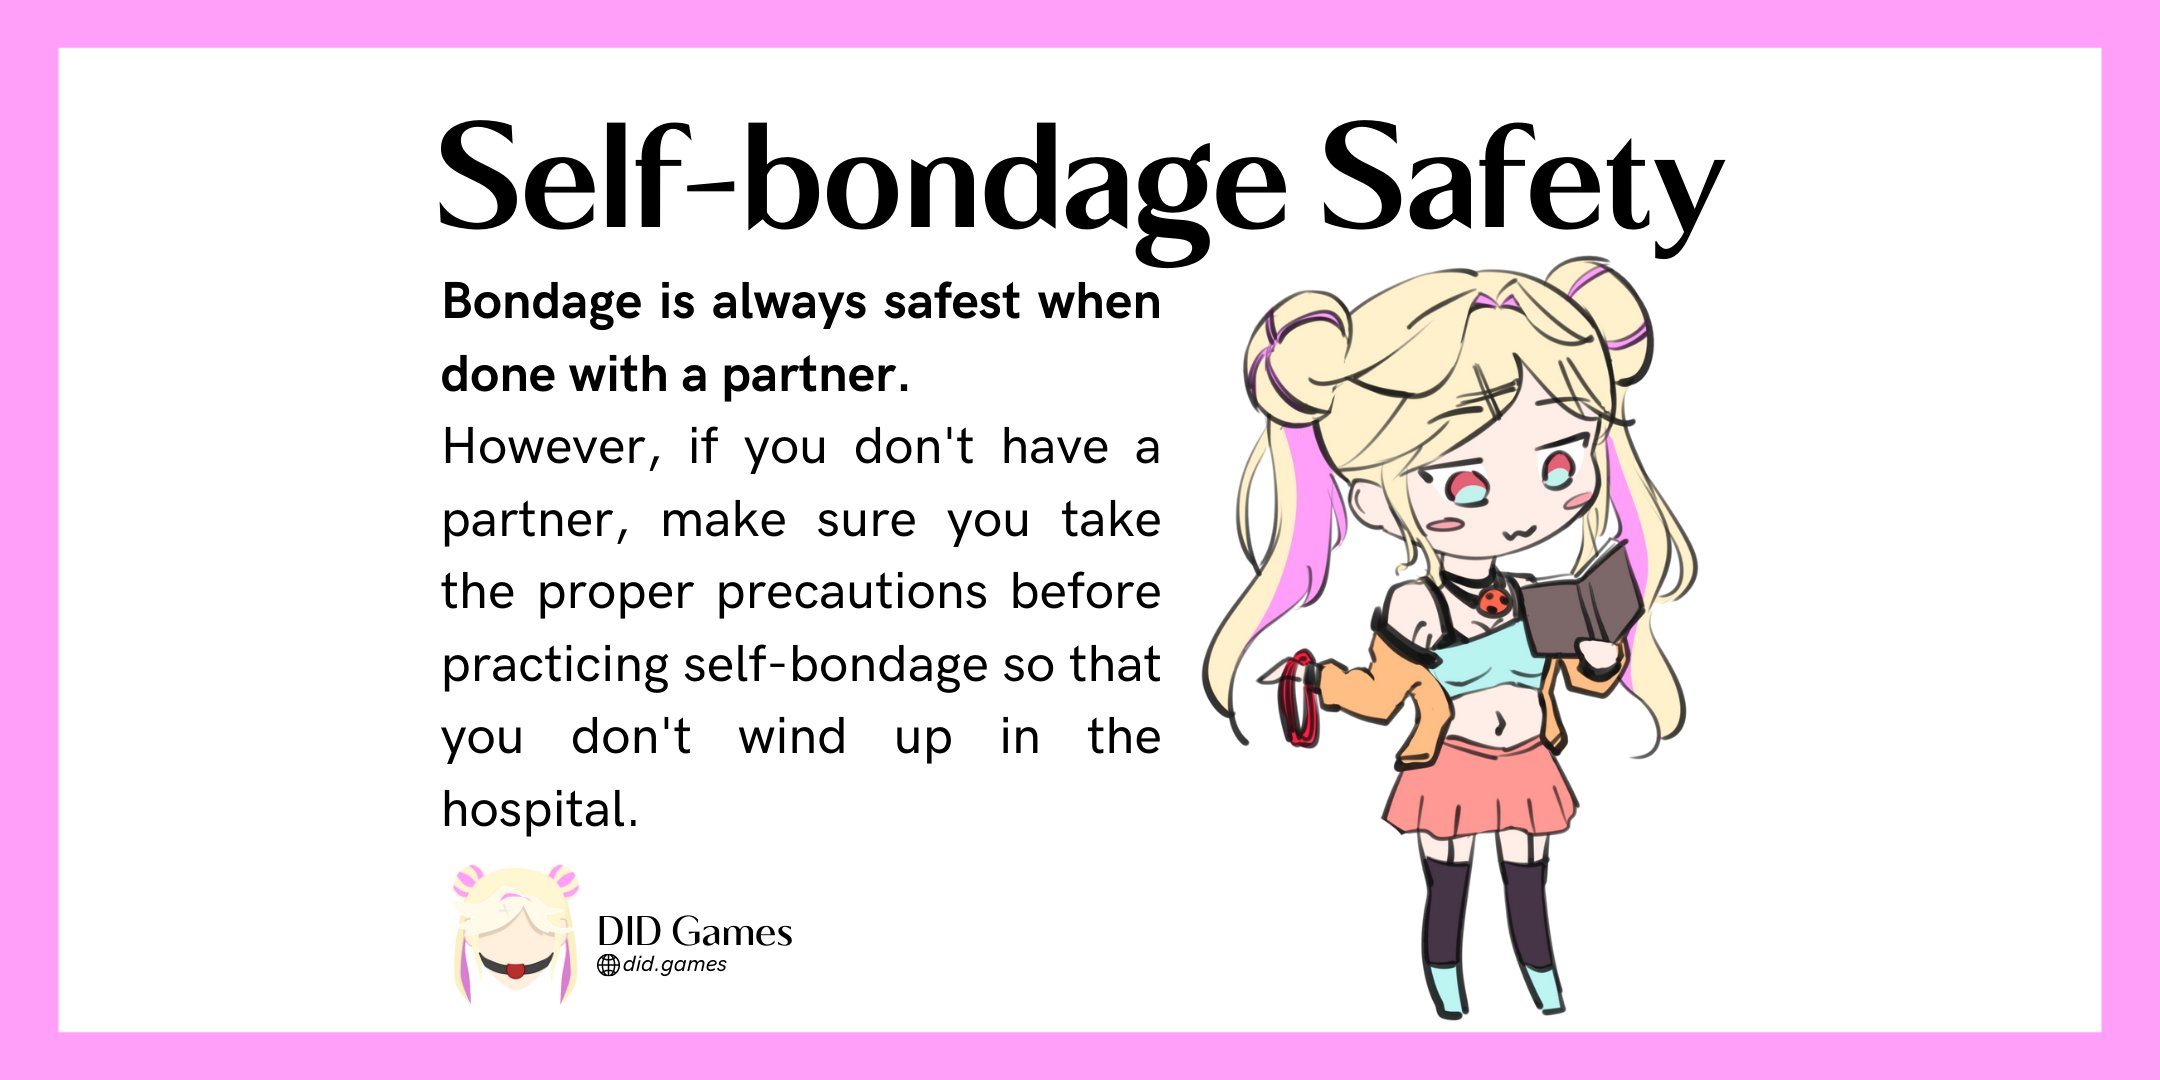 Self-bondage Safety
Bondage is always safest when
done with a partner.
However, if you don't have a
partner, make sure you take
the proper precautions before
practicing self-bondage so that
you don't wind up in the
hospital.
DID Games
did.games